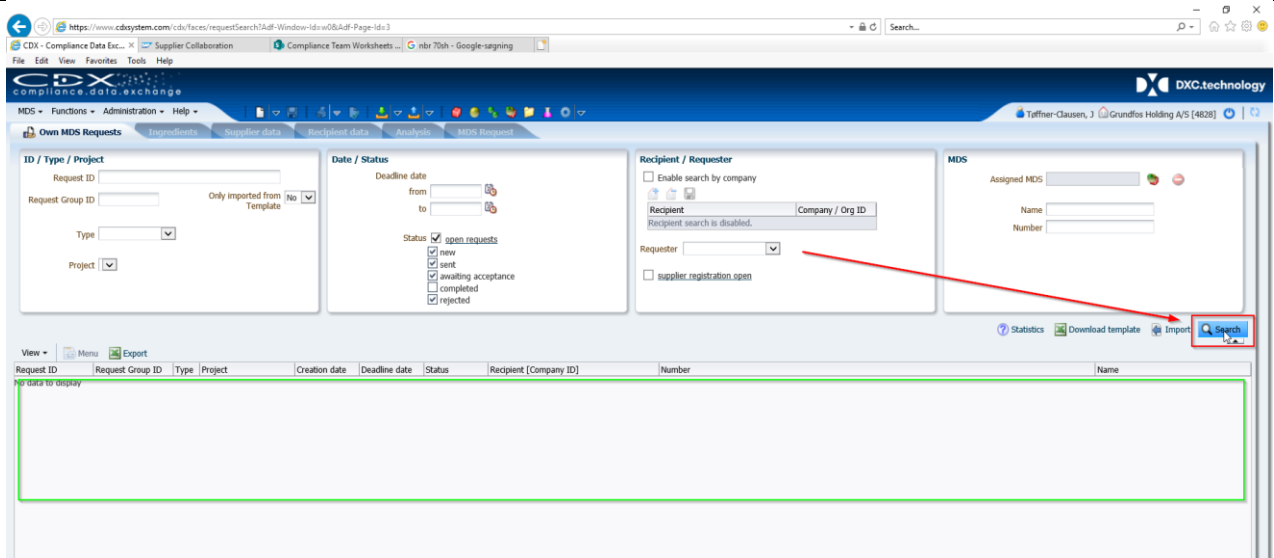 https://www.cdxsystem.com/cdx/faces/requestSearch?Adf-Window-Id=w0&Adf-Page-Id=3
Search...
CDX - Compliance Data Exc...
Supplier Collaboration
Compliance Team Worksheets ...
nbr 70sh - Google-søgning
File Edit View Favorites Tools Help
CDX
compliance.data.exchange
DXC.technology
MDS Functions Administration Help
Tøffner-Clausen, J Grundfos Holding A/S [4828]
Own MDS Requests Ingredients Supplier data Recipient data Analysis MDS Request
ID / Type / Project
Request ID
Request Group ID
Only imported from Template No
Type
Project
Date / Status
Deadline date
from
to
Status open requests
new
sent
awaiting acceptance
completed
rejected
Recipient / Requester
Enable search by company
Recipient Company / Org ID
Recipient search is disabled.
Requester
supplier registration open
MDS
Assigned MDS
Name
Number
Statistics Download template Import Search
View Menu Export
Request ID Request Group ID Type Project Creation date Deadline date Status Recipient [Company ID] Number Name
No data to display